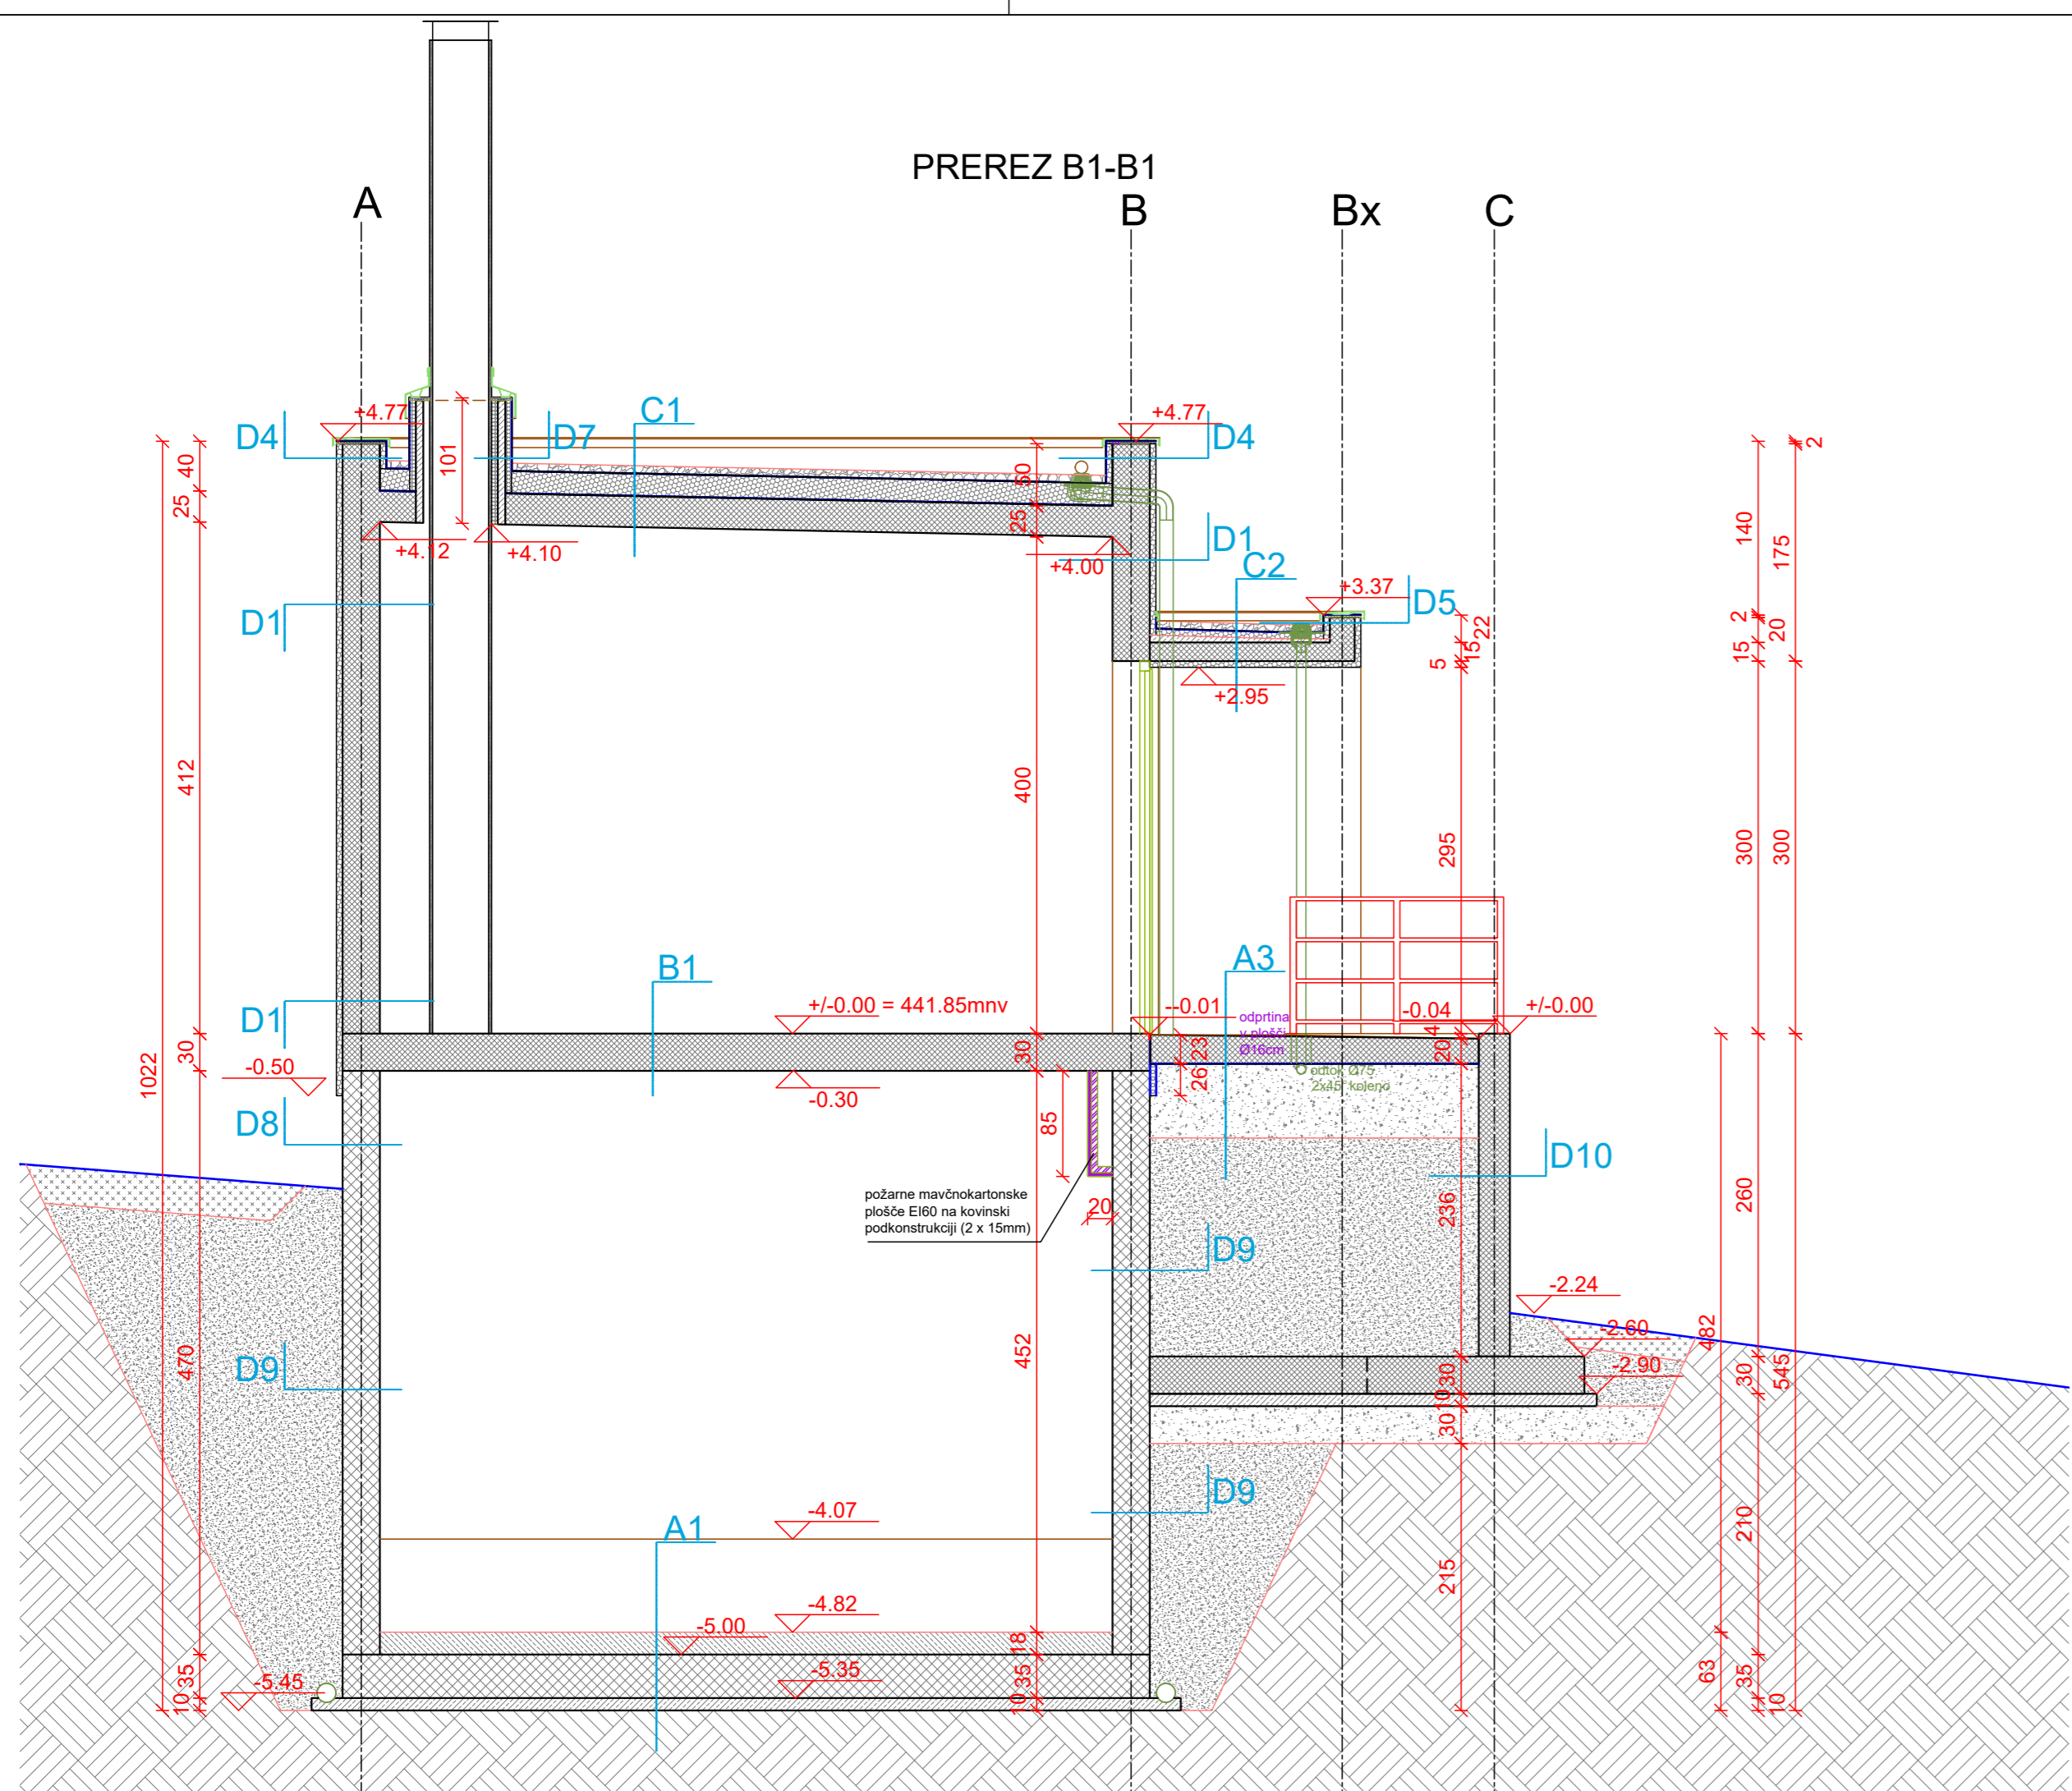 PREREZ B1-B1
A
B
Bx
C
+4.77
+4.77
D4
D7
C1
D4
40
25
101
50
25
2
+4.12
+4.10
+4.00
D1
C2
140
175
+3.37
D5
D1
22
15
5
2
20
15
+2.95
412
400
295
300
300
B1
A3
+/-0.00 = 441.85mnv
--0.01
odprtina
v plošči
Ø16cm
-0.04
+/-0.00
D1
30
30
23
26
4
20
odtok Ø75
2x45° koleno
-0.50
-0.30
1022
D8
85
D10
požarne mavčnokartonske
plošče EI60 na kovinski
podkonstrukciji (2 x 15mm)
20
236
260
D9
-2.24
-2.60
-2.90
482
470
452
D9
30
10
30
30
545
D9
-4.07
A1
210
215
-4.82
-5.00
18
-5.35
-5.45
35
10
35
10
63
35
10